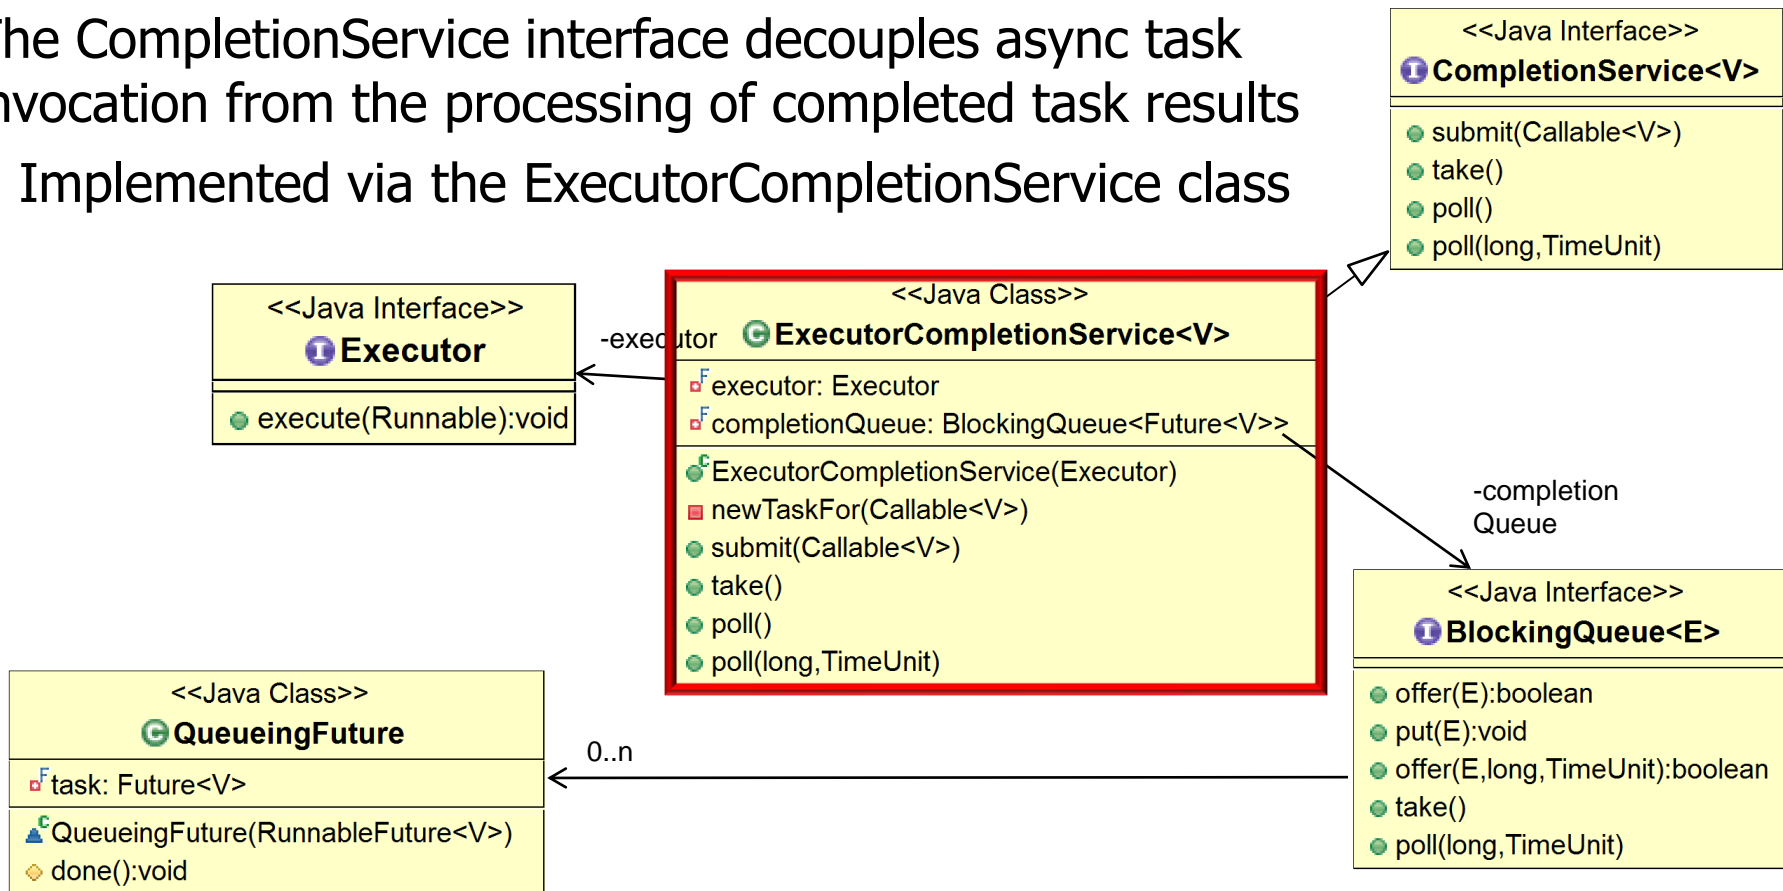 he CompletionService interface decouples async task
nvocation from the processing of completed task results
Implemented via the ExecutorCompletionService class
<<Java Interface>>
CompletionService<V>
submit(Callable<V>)
take()
poll()
poll(long,TimeUnit)
<<Java Interface>>
Executor
execute(Runnable):void
-executor
<<Java Class>>
ExecutorCompletionService<V>
executor: Executor
completionQueue: BlockingQueue<Future<V>>
ExecutorCompletionService(Executor)
newTaskFor(Callable<V>)
submit(Callable<V>)
take()
poll()
poll(long,TimeUnit)
-completion
Queue
<<Java Interface>>
BlockingQueue<E>
offer(E):boolean
put(E):void
offer(E,long,TimeUnit):boolean
take()
poll(long,TimeUnit)
0..n
<<Java Class>>
QueueingFuture
task: Future<V>
QueueingFuture(RunnableFuture<V>)
done():void